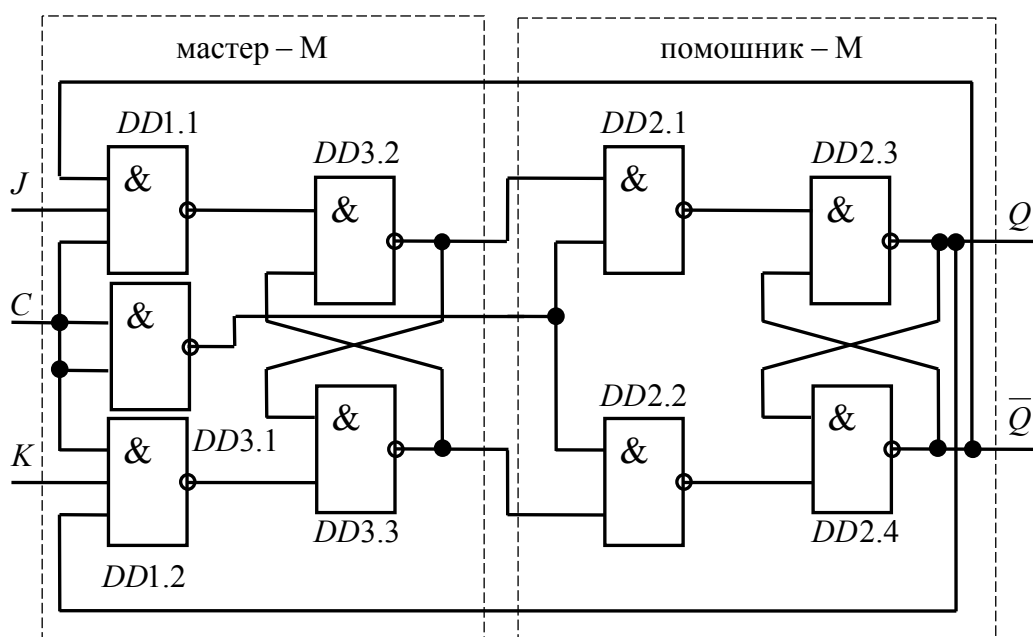 мастер – М
помошник – М
DD1.1
DD3.2
DD2.1
DD2.3
J
&
&
&
&
Q
C
&
K
&
DD3.1
&
DD2.2
&
&
Q̅
DD1.2
DD3.3
DD2.4